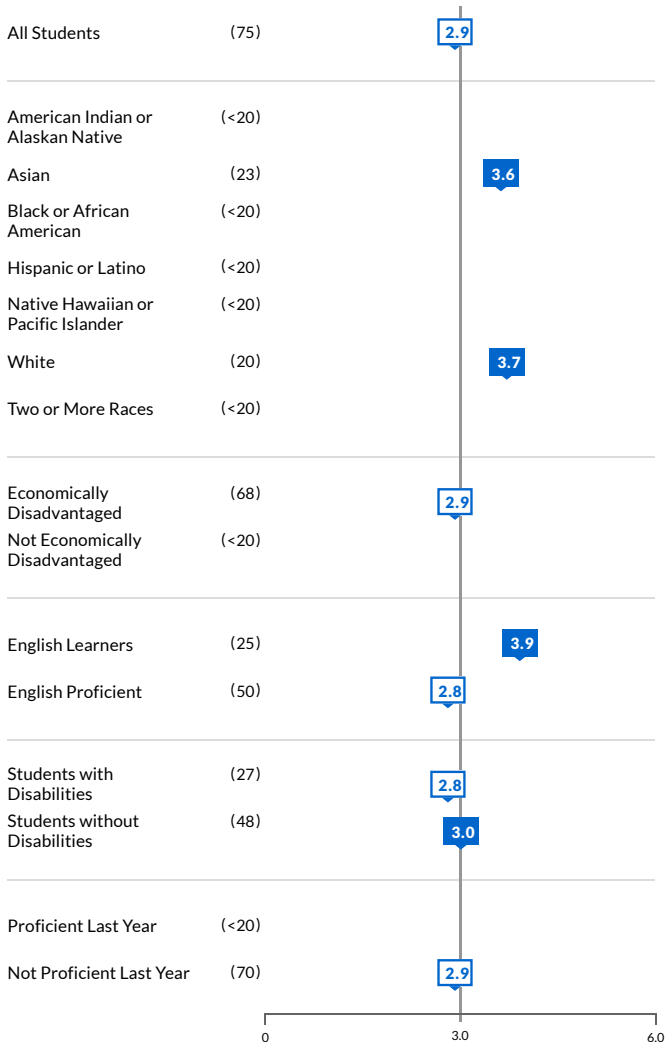 All Students (75) 2.9
American Indian or (<20)
Alaskan Native
Asian (23) 3.6
Black or African (<20)
American
Hispanic or Latino (<20)
Native Hawaiian or (<20)
Pacific Islander
White (20) 3.7
Two or More Races (<20)
Economically (68) 2.9
Disadvantaged
Not Economically (<20)
Disadvantaged
English Learners (25) 3.9
English Proficient (50) 2.8
Students with (27) 2.8
Disabilities
Students without (48) 3.0
Disabilities
Proficient Last Year (<20)
Not Proficient Last Year (70) 2.9
0 3.0 6.0